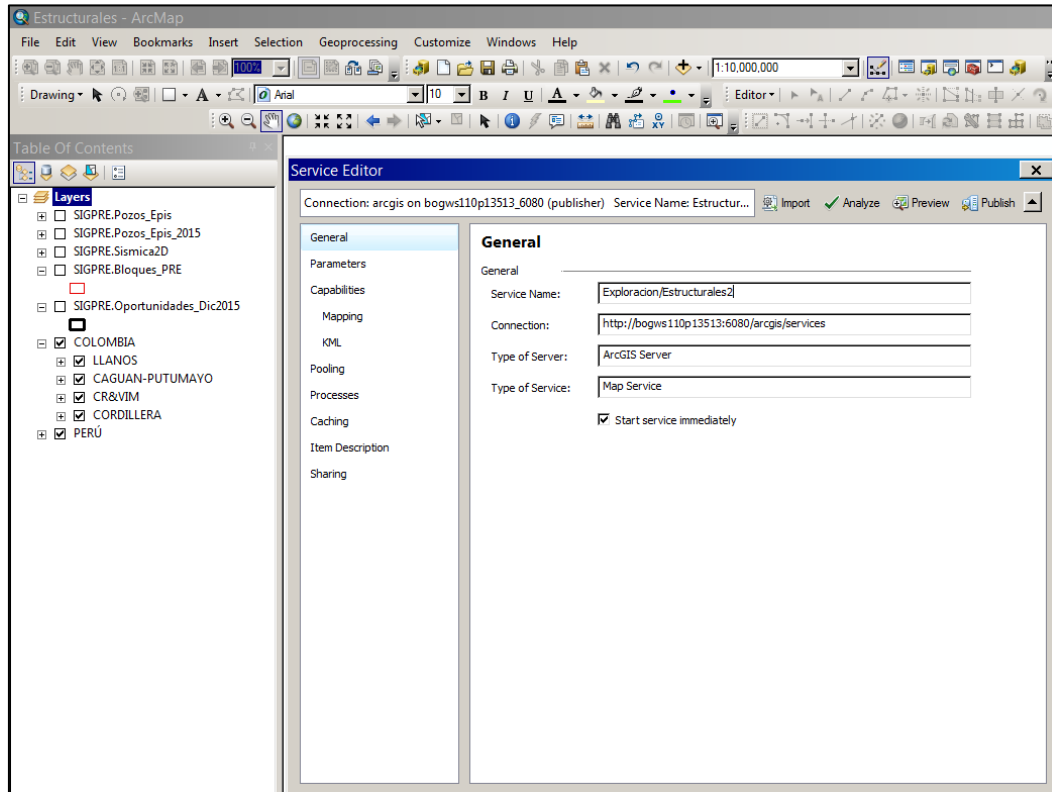 Estructurales - ArcMap
File Edit View Bookmarks Insert Selection Geoprocessing Customize Windows Help
100% 1:10,000,000
Drawing A Arial 10 B I U A Editor
Table Of Contents
Layers
SIGPRE.Pozos_Epis
SIGPRE.Pozos_Epis_2015
SIGPRE.Sismica2D
SIGPRE.Bloques_PRE
SIGPRE.Oportunidades_Dic2015
COLOMBIA
LLANOS
CAGUAN-PUTUMAYO
CR&VIM
CORDILLERA
PERÚ
Service Editor
Connection: arcgis on bogws110p13513_6080 (publisher) Service Name: Estructur... Import Analyze Preview Publish
General
Parameters
Capabilities
Mapping
KML
Pooling
Processes
Caching
Item Description
Sharing
General
General
Service Name: Exploracion/Estructurales2
Connection: http://bogws110p13513:6080/arcgis/services
Type of Server: ArcGIS Server
Type of Service: Map Service
Start service immediately